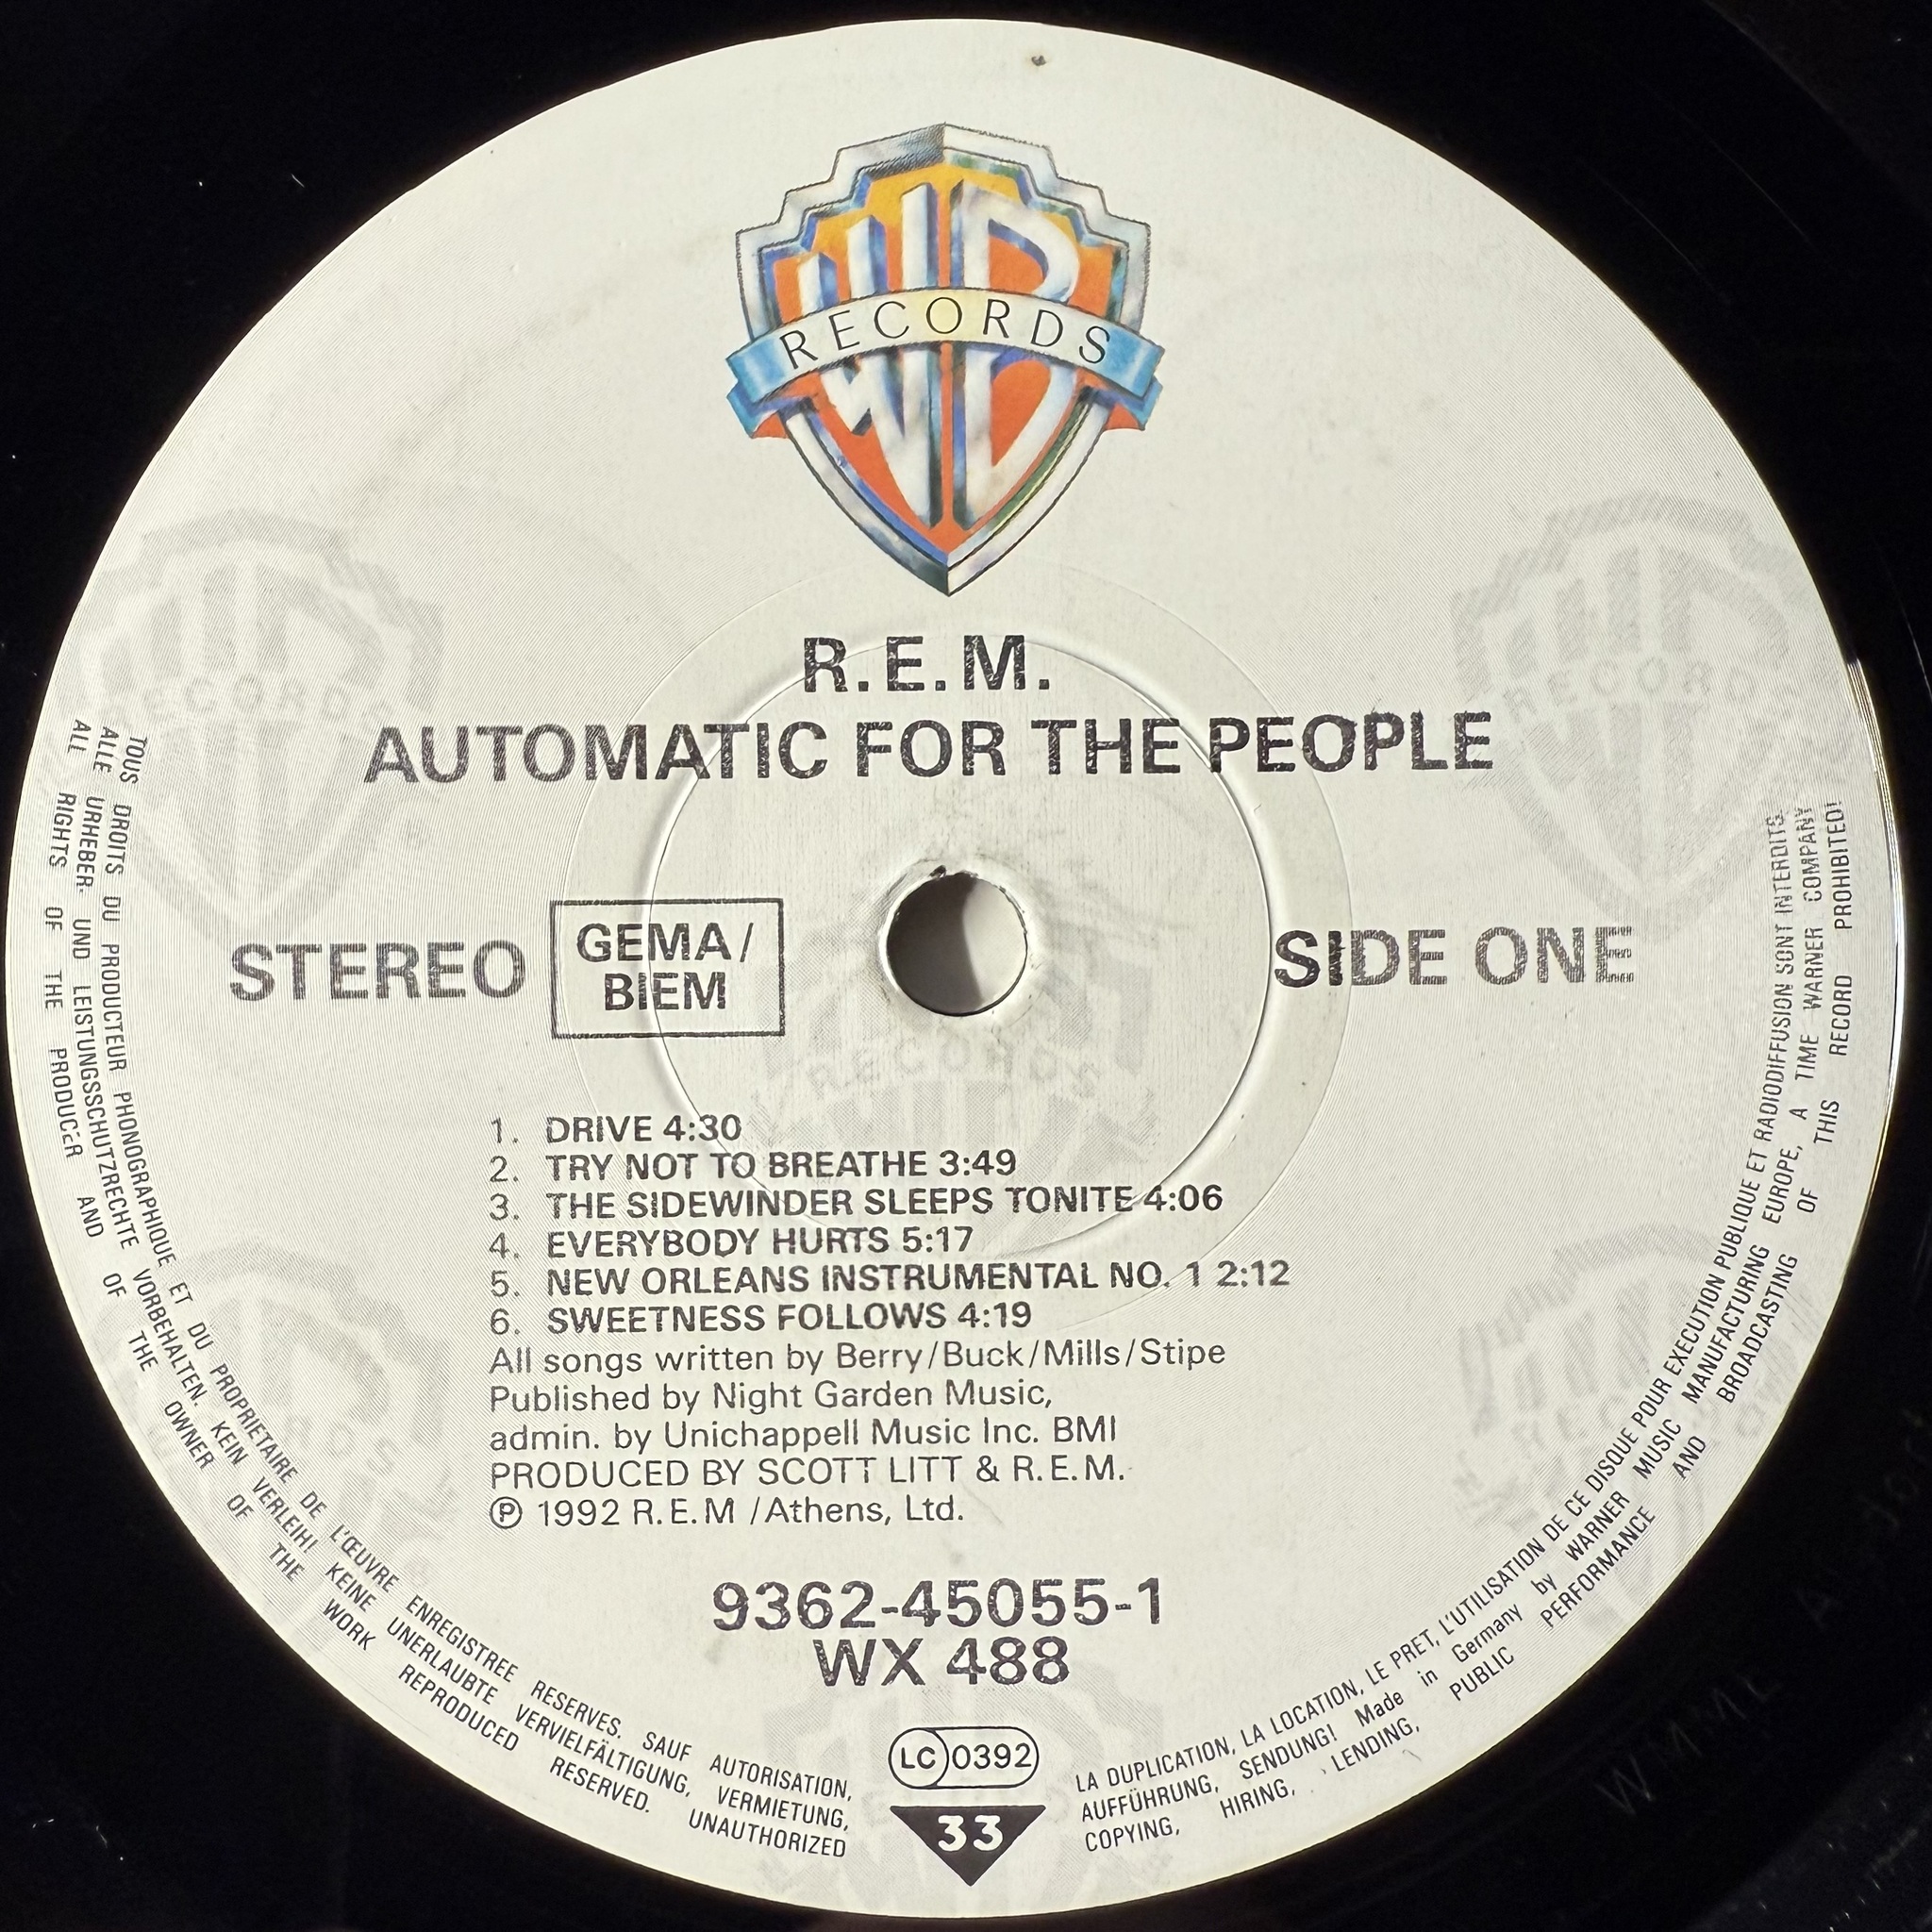 RECORDS
R.E.M.
AUTOMATIC FOR THE PEOPLE
STEREO
GEMA/
BIEM
SIDE ONE
1. DRIVE 4:30
2. TRY NOT TO BREATHE 3:49
3. THE SIDEWINDER SLEEPS TONITE 4:06
4. EVERYBODY HURTS 5:17
5. NEW ORLEANS INSTRUMENTAL NO. 1 2:12
6. SWEETNESS FOLLOWS 4:19
All songs written by Berry/Buck/Mills/Stipe
Published by Night Garden Music,
admin. by Unichappell Music Inc. BMI
PRODUCED BY SCOTT LITT & R.E.M.
Ⓟ 1992 R.E.M /Athens, Ltd.
9362-45055-1
WX 488
LC 0392
33
TOUS DROITS DU PRODUCTEUR PHONOGRAPHIQUE ET DU PROPRIETAIRE DE L'ŒUVRE ENREGISTREE RESERVES. SAUF AUTORISATION, LA DUPLICATION, LA LOCATION, LE PRET, L'UTILISATION DE CE DISQUE POUR EXECUTION PUBLIQUE ET RADIODIFFUSION SONT INTERDITS.
ALLE URHEBER- UND LEISTUNGSSCHUTZRECHTE VORBEHALTEN. KEIN VERLEIH! KEINE UNERLAUBTE VERVIELFÄLTIGUNG, VERMIETUNG, AUFFÜHRUNG, SENDUNG! Made in Germany by WARNER MUSIC MANUFACTURING EUROPE, A TIME WARNER COMPANY
ALL RIGHTS OF THE PRODUCER AND OF THE OWNER OF THE WORK REPRODUCED RESERVED. UNAUTHORIZED COPYING, HIRING, LENDING, PUBLIC PERFORMANCE AND BROADCASTING OF THIS RECORD PROHIBITED!